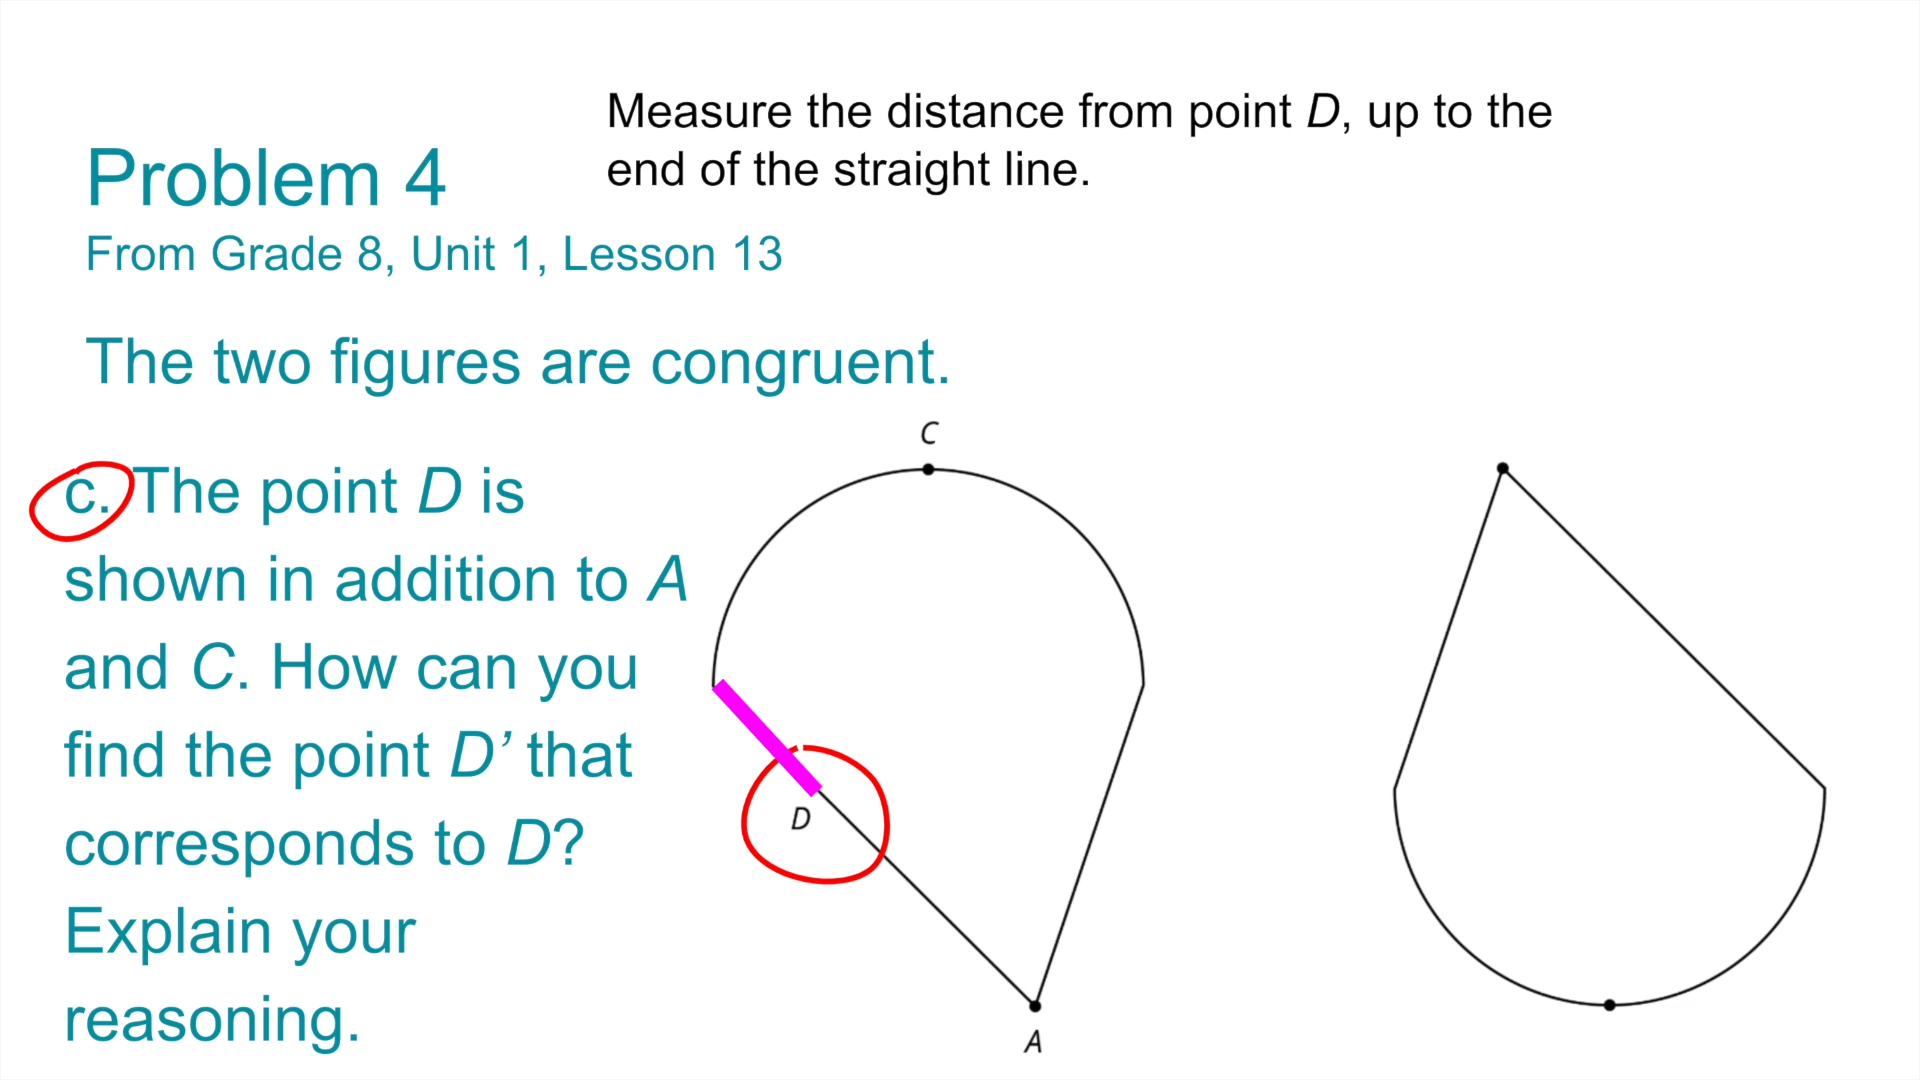 Measure the distance from point D, up to the
end of the straight line.
Problem 4
From Grade 8, Unit 1, Lesson 13
The two figures are congruent.
c. The point D is
shown in addition to A
and C. How can you
find the point D’ that
corresponds to D?
Explain your
reasoning.
C
D
A